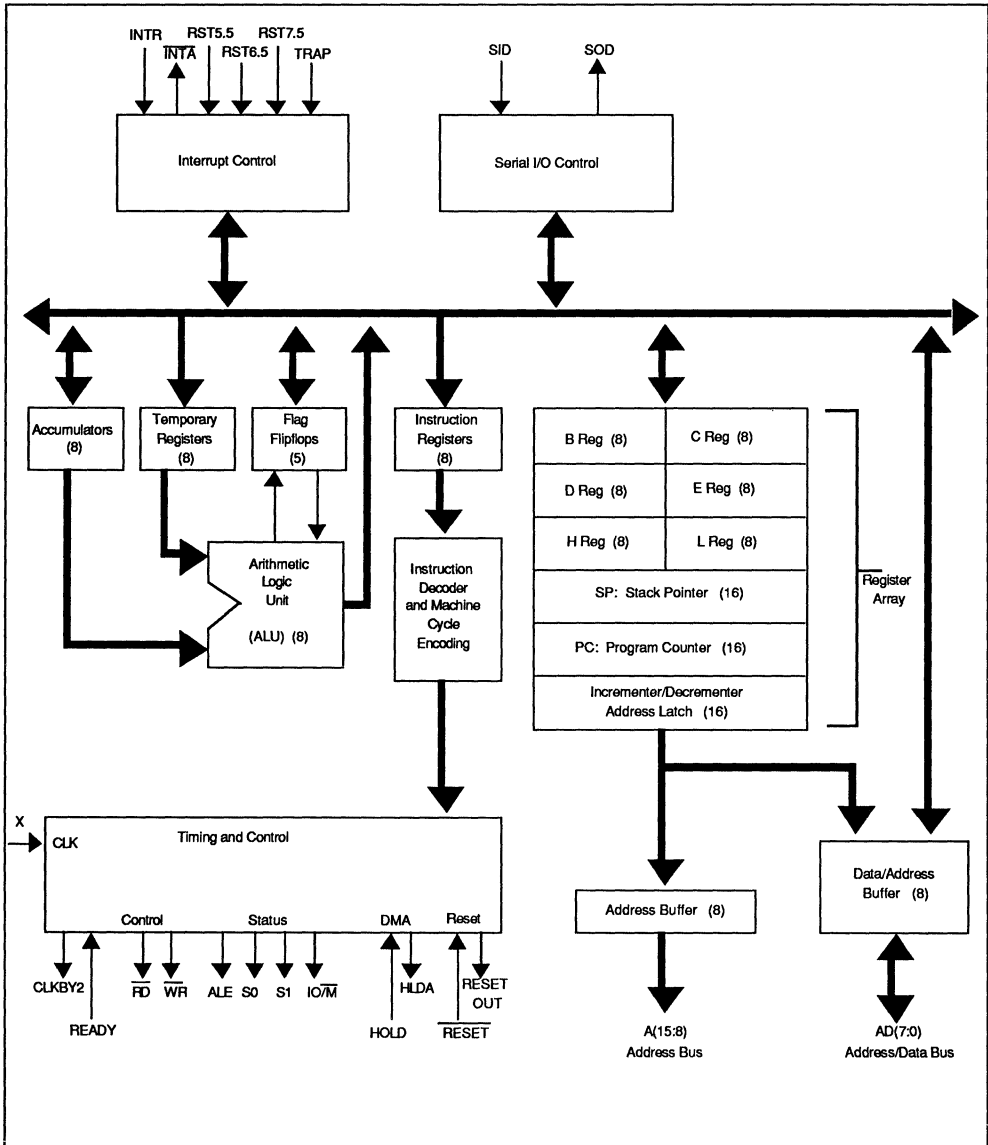 INTR
INTA
RST5.5
RST6.5
RST7.5
TRAP
SID
SOD
Interrupt Control
Serial I/O Control
Accumulators
(8)
Temporary
Registers
(8)
Flag
Flipflops
(5)
Instruction
Registers
(8)
B Reg (8)
C Reg (8)
D Reg (8)
E Reg (8)
H Reg (8)
L Reg (8)
SP: Stack Pointer (16)
PC: Program Counter (16)
Incrementer/Decrementer
Address Latch (16)
Register
Array
Arithmetic
Logic
Unit
(ALU) (8)
Instruction
Decoder
and Machine
Cycle
Encoding
X
CLK
Timing and Control
Control
Status
DMA
Reset
CLKBY2
READY
RD
WR
ALE
S0
S1
IO/M
HOLD
HLDA
RESET
RESET
OUT
Address Buffer (8)
Data/Address
Buffer (8)
A(15:8)
Address Bus
AD(7:0)
Address/Data Bus